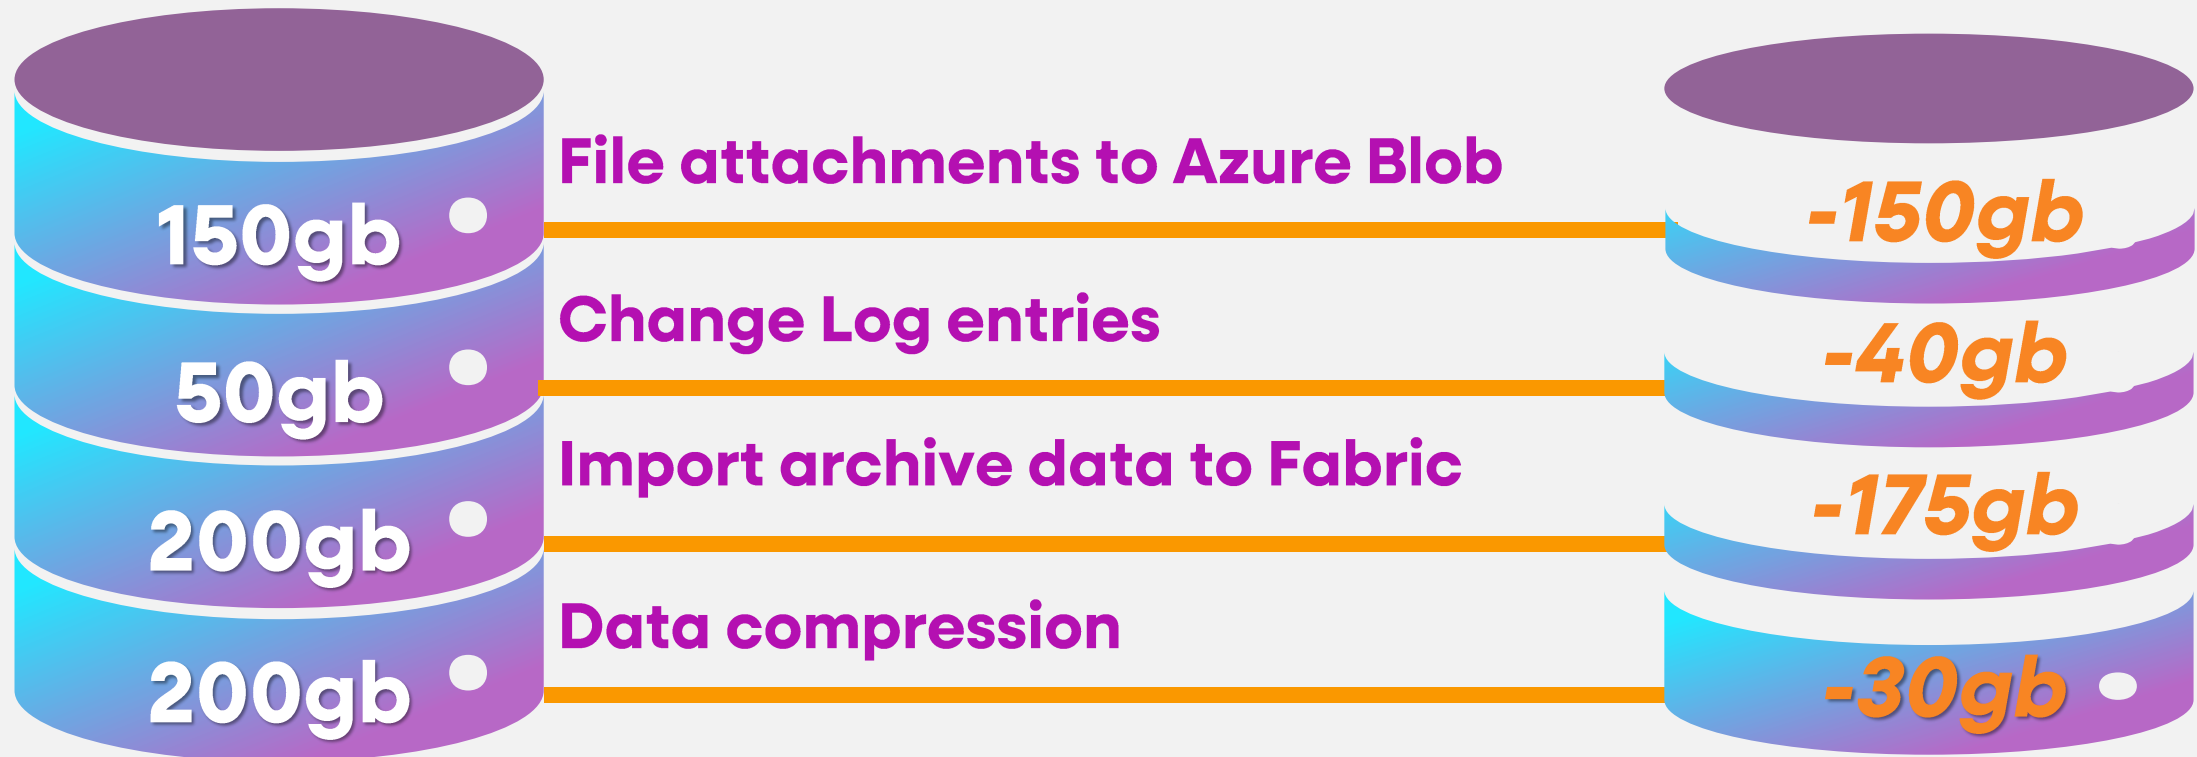 File attachments to Azure Blob
150gb
-150gb
Change Log entries
50gb
-40gb
Import archive data to Fabric
200gb
-175gb
Data compression
200gb
-30gb